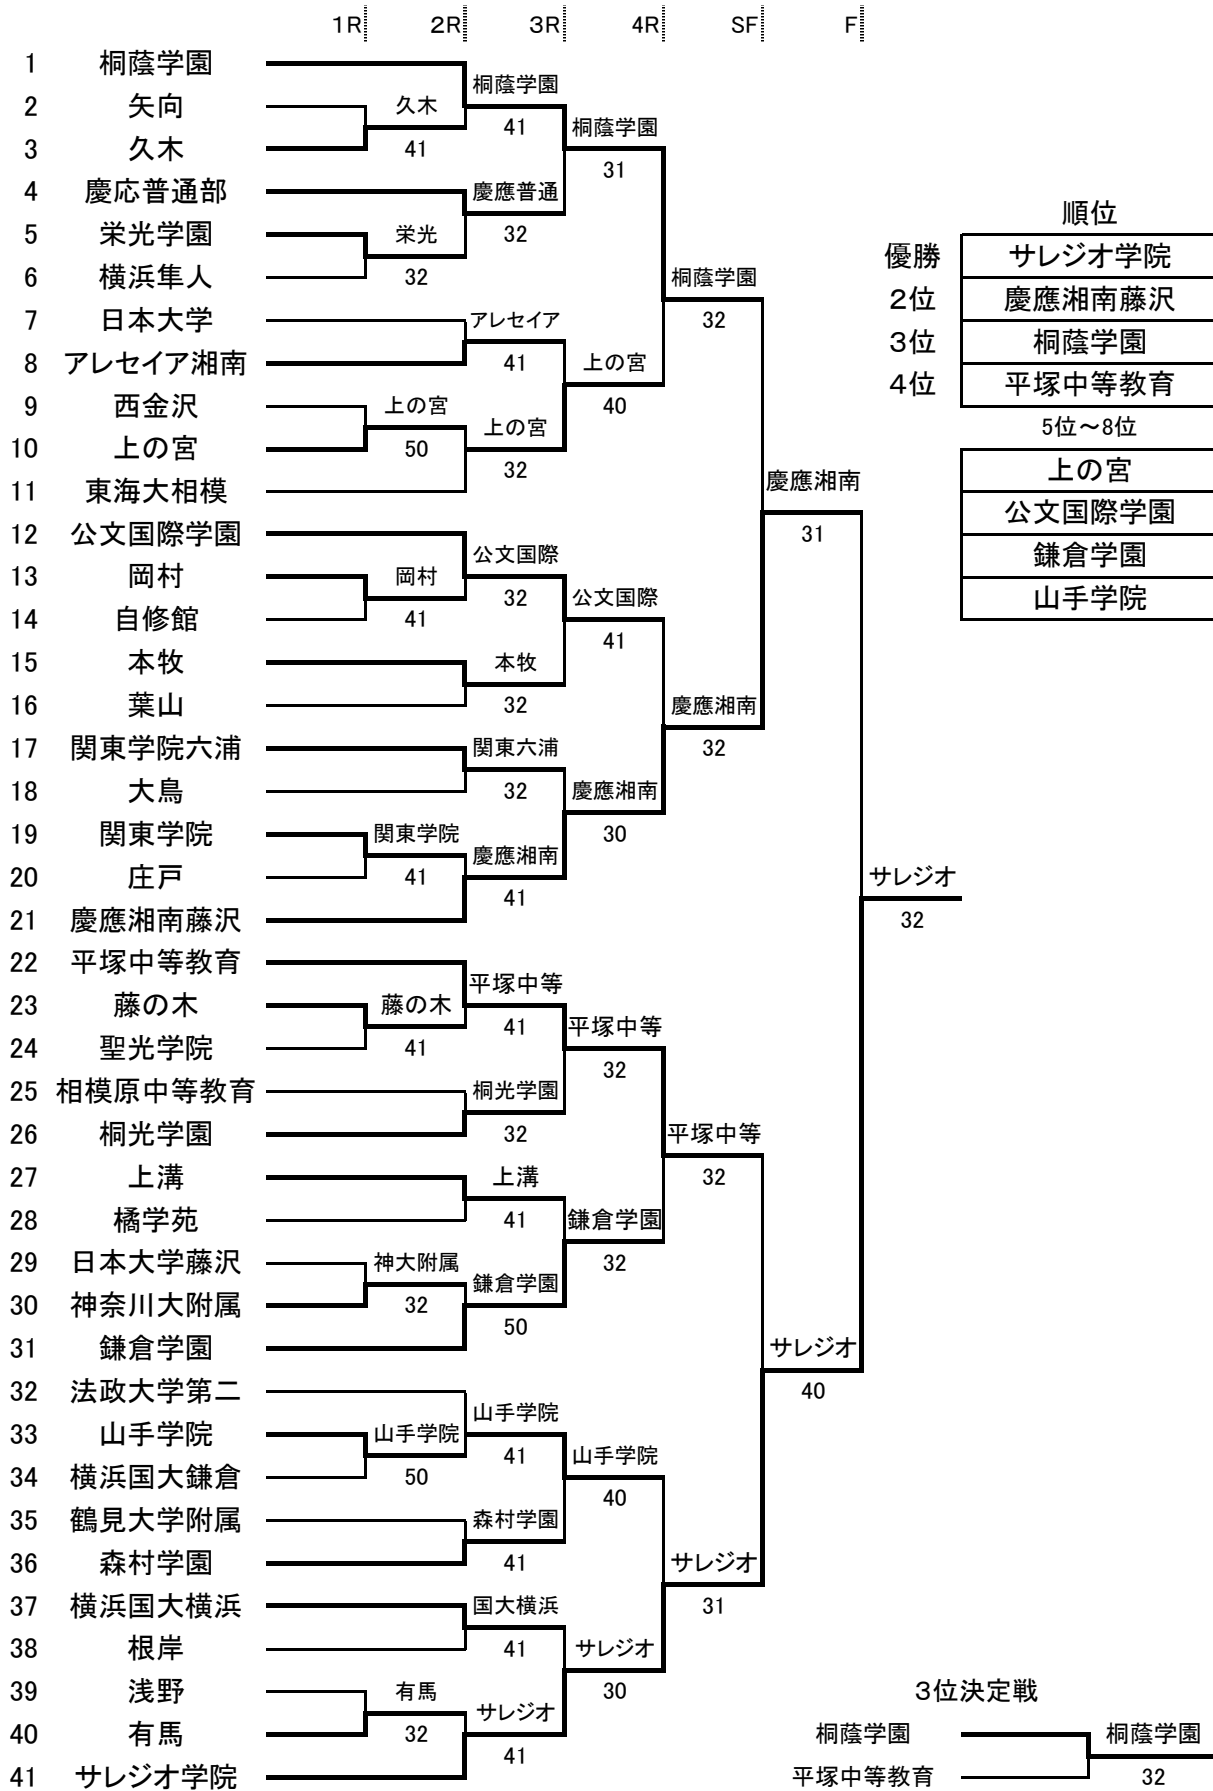 1R 2R 3R 4R SF F
1 桐蔭学園
桐蔭学園
2 矢向 久木
41 桐蔭学園
3 久木 41
31
4 慶応普通部 慶應普通
順位
5 栄光学園 栄光 32
優勝 サレジオ学院
6 横浜隼人 32 桐蔭学園
2位 慶應湘南藤沢
7 日本大学 アレセイア 32
3位 桐蔭学園
8 アレセイア湘南 41 上の宮
4位 平塚中等教育
9 西金沢 上の宮 40
5位～8位
10 上の宮 50 上の宮
32
上の宮
11 東海大相模 慶應湘南
公文国際学園
12 公文国際学園 31
公文国際
鎌倉学園
13 岡村 岡村
32 公文国際
山手学院
14 自修館 41
41
15 本牧 本牧
16 葉山 32 慶應湘南
17 関東学院六浦 関東六浦 32
18 大鳥 32 慶應湘南
19 関東学院 関東学院 30
慶應湘南
20 庄戸 41 サレジオ
41
21 慶應湘南藤沢 32
22 平塚中等教育
平塚中等
23 藤の木 藤の木
41 平塚中等
24 聖光学院 41
32
25 相模原中等教育 桐光学園
26 桐光学園 32 平塚中等
27 上溝 上溝 32
28 橘学苑 41 鎌倉学園
29 日本大学藤沢 神大附属 32
鎌倉学園
30 神奈川大附属 32
50
31 鎌倉学園 サレジオ
32 法政大学第二 40
山手学院
33 山手学院 山手学院
41 山手学院
34 横浜国大鎌倉 50
40
35 鶴見大学附属 森村学園
36 森村学園 41 サレジオ
37 横浜国大横浜 国大横浜 31
38 根岸 41 サレジオ
39 浅野 有馬 30
3位決定戦
サレジオ
40 有馬 32
桐蔭学園 桐蔭学園
41
41 サレジオ学院
平塚中等教育 32